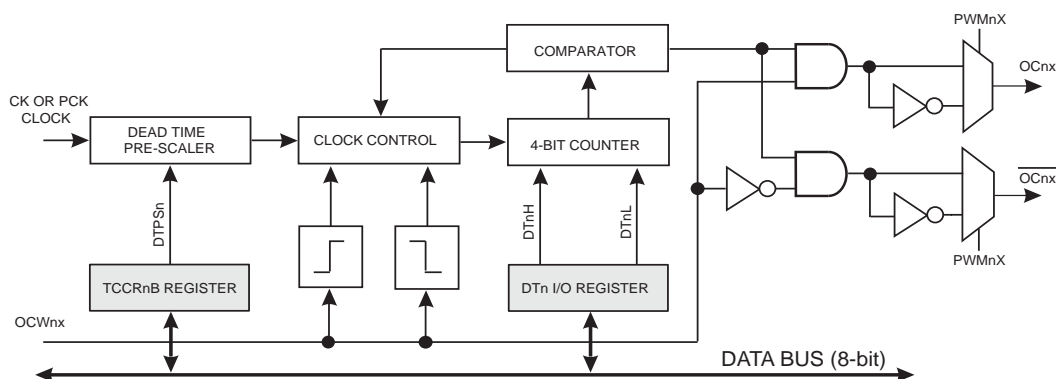 PWMnX
COMPARATOR
OCnx
CK OR PCK
CLOCK
DEAD TIME
PRE-SCALER
CLOCK CONTROL
4-BIT COUNTER
OCnx
DTPSn
DTnH
DTnL
PWMnX
TCCRnB REGISTER
DTn I/O REGISTER
OCWnx
DATA BUS (8-bit)